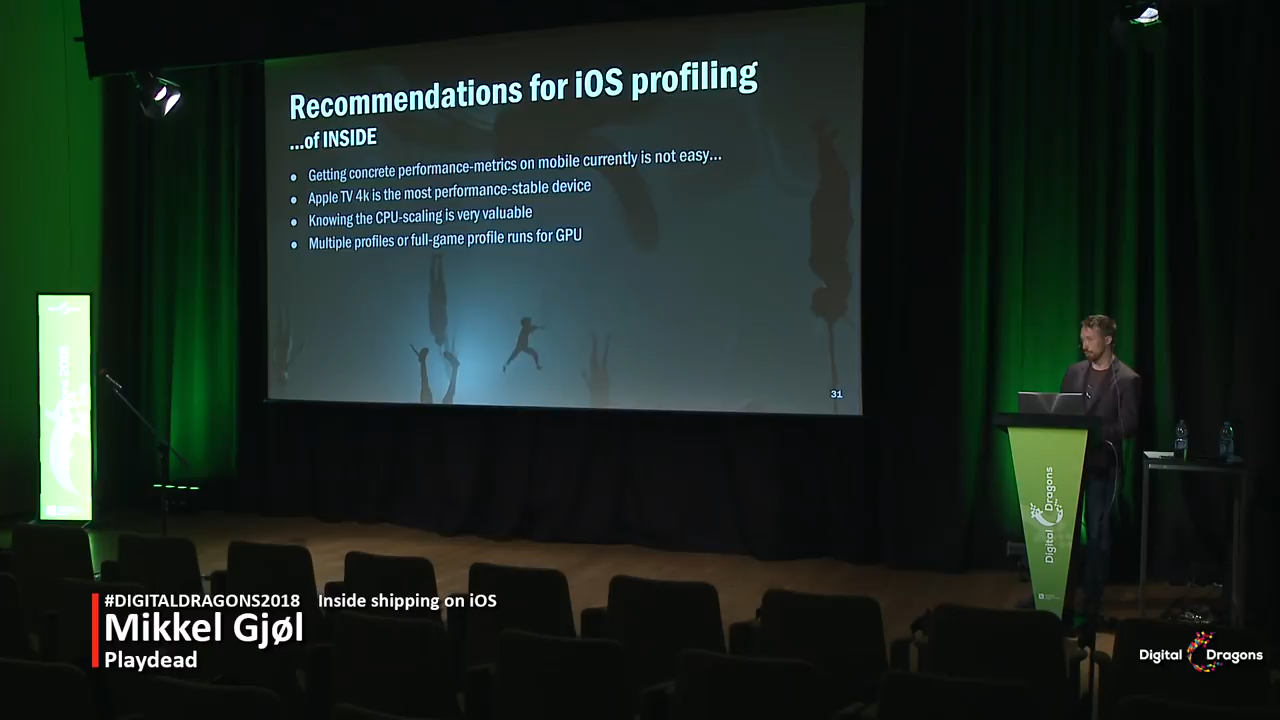 Recommendations for iOS profiling
...of INSIDE
● Getting concrete performance-metrics on mobile currently is not easy...
● Apple TV 4k is the most performance-stable device
● Knowing the CPU-scaling is very valuable
● Multiple profiles or full-game profile runs for GPU
31
Digital Dragons
#DIGITALDRAGONS2018 Inside shipping on iOS
Mikkel Gjøl
Playdead
Digital Dragons